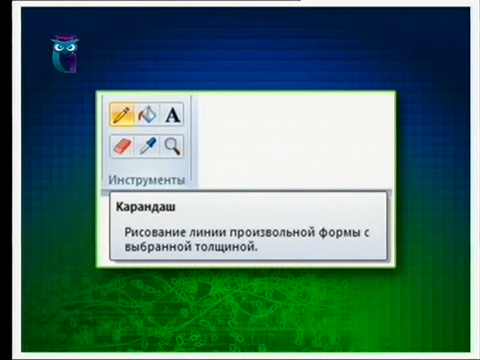 A
Инструменты
Карандаш
Рисование линии произвольной формы с
выбранной толщиной.